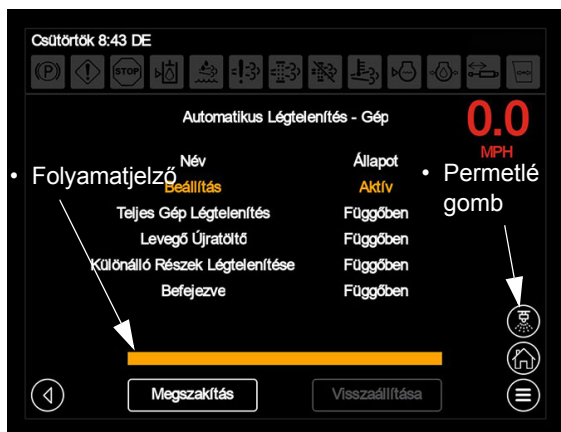 Csütörtök 8:43 DE
(P) STOP
Automatikus Légtelenítés - Gép
0.0
MPH
Név Állapot
• Folyamatjelző
• Permetlé
gomb
Beállítás Aktív
Teljes Gép Légtelenítés Függőben
Levegő Újratöltő Függőben
Különálló Részek Légtelenítése Függőben
Befejezve Függőben
Megszakítás Visszaállítása